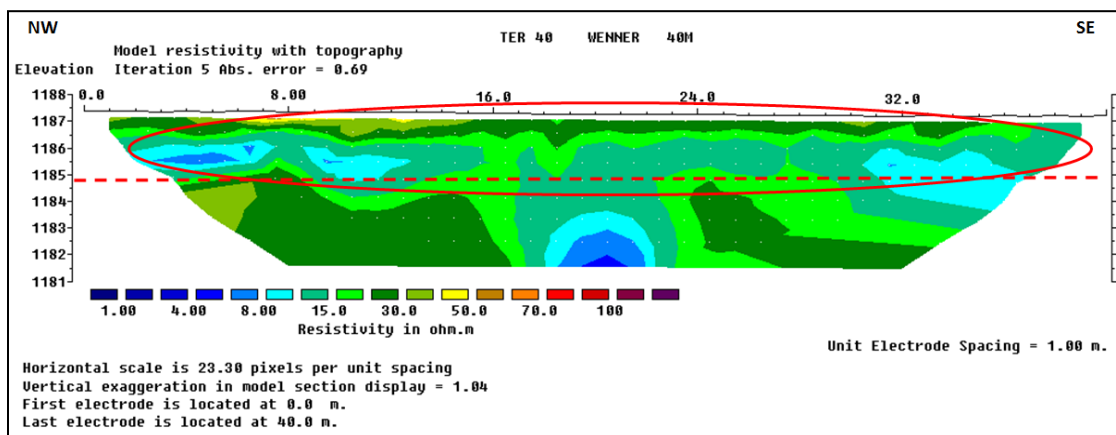 NW SE
TER 40 WENNER 40M
Model resistivity with topography
Elevation Iteration 5 Abs. error = 0.69
1188 0.0 8.00 16.0 24.0 32.0
1187
1186
1185
1184
1183
1182
1181
1.00 4.00 8.00 15.0 30.0 50.0 70.0 100
Resistivity in ohm.m
Unit Electrode Spacing = 1.00 m.
Horizontal scale is 23.30 pixels per unit spacing
Vertical exaggeration in model section display = 1.04
First electrode is located at 0.0 m.
Last electrode is located at 40.0 m.